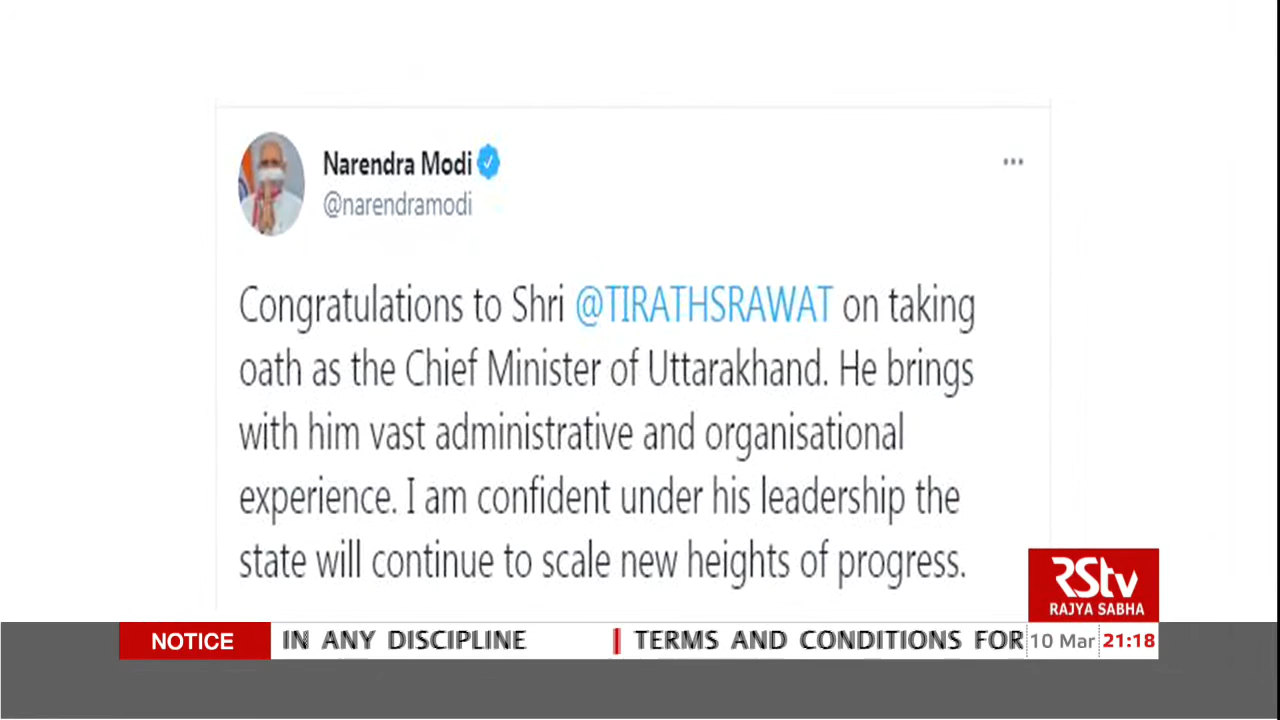 Narendra Modi
@narendramodi
Congratulations to Shri @TIRATHSRAWAT on taking
oath as the Chief Minister of Uttarakhand. He brings
with him vast administrative and organisational
experience. I am confident under his leadership the
state will continue to scale new heights of progress.
RStv
RAJYA SABHA
NOTICE IN ANY DISCIPLINE | TERMS AND CONDITIONS FOR 10 Mar 21:18